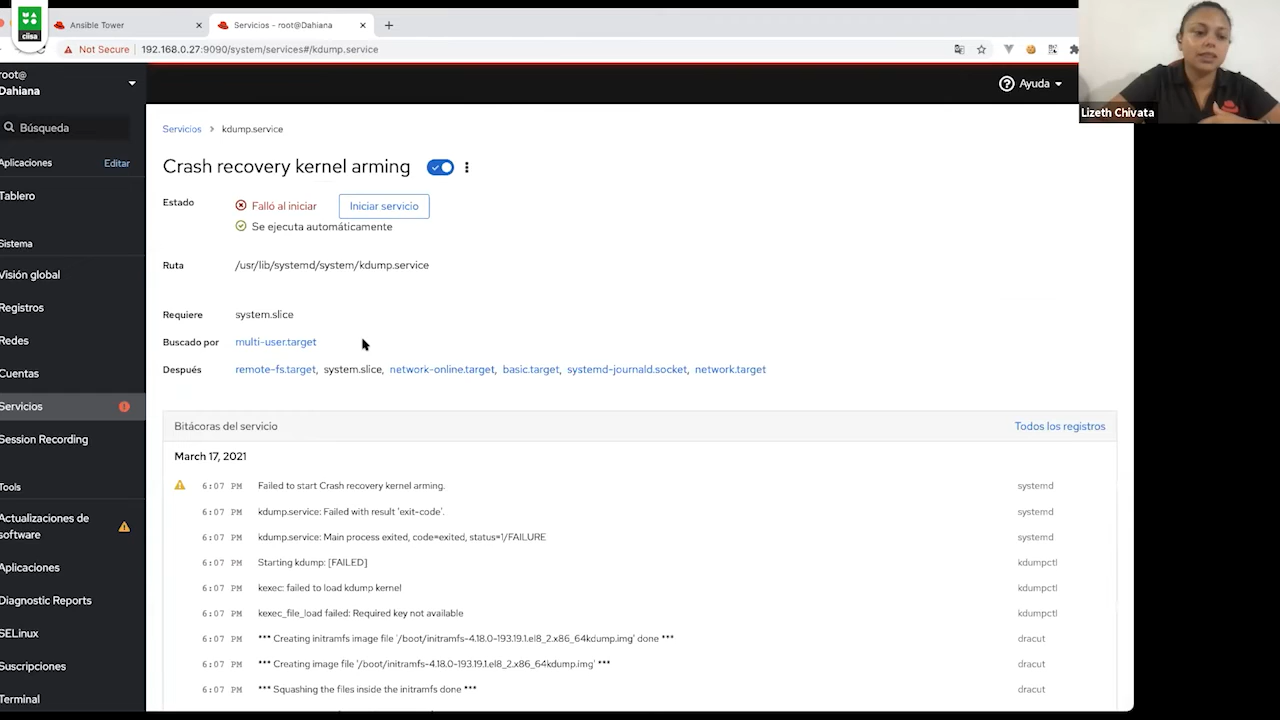 Ansible Tower
Servicios - root@Dahiana
clisa
Not Secure 192.168.0.27:9090/system/services#/kdump.service
root@
Dahiana
Ayuda
Lizeth Chivata
Búsqueda
Servicios > kdump.service
Aplicaciones Editar
Crash recovery kernel arming
Tablero
Estado Falló al iniciar Iniciar servicio
Se ejecuta automáticamente
Sistema
Ruta /usr/lib/systemd/system/kdump.service
Visión global
Registros
Requiere system.slice
Redes
Buscado por multi-user.target
Cuentas
Después remote-fs.target, system.slice, network-online.target, basic.target, systemd-journald.socket, network.target
Servicios
Session Recording
Bitácoras del servicio Todos los registros
March 17, 2021
Tools
6:07 PM Failed to start Crash recovery kernel arming. systemd
6:07 PM kdump.service: Failed with result 'exit-code'. systemd
Actualizaciones de
software
6:07 PM kdump.service: Main process exited, code=exited, status=1/FAILURE systemd
6:07 PM Starting kdump: [FAILED] kdumpctl
Aplicaciones
6:07 PM kexec: failed to load kdump kernel kdumpctl
Diagnostic Reports
6:07 PM kexec_file_load failed: Required key not available kdumpctl
SELinux
6:07 PM *** Creating initramfs image file '/boot/initramfs-4.18.0-193.19.1.el8_2.x86_64kdump.img' done *** dracut
Suscripciones
6:07 PM *** Creating image file '/boot/initramfs-4.18.0-193.19.1.el8_2.x86_64kdump.img' *** dracut
6:07 PM *** Squashing the files inside the initramfs done *** dracut
Terminal